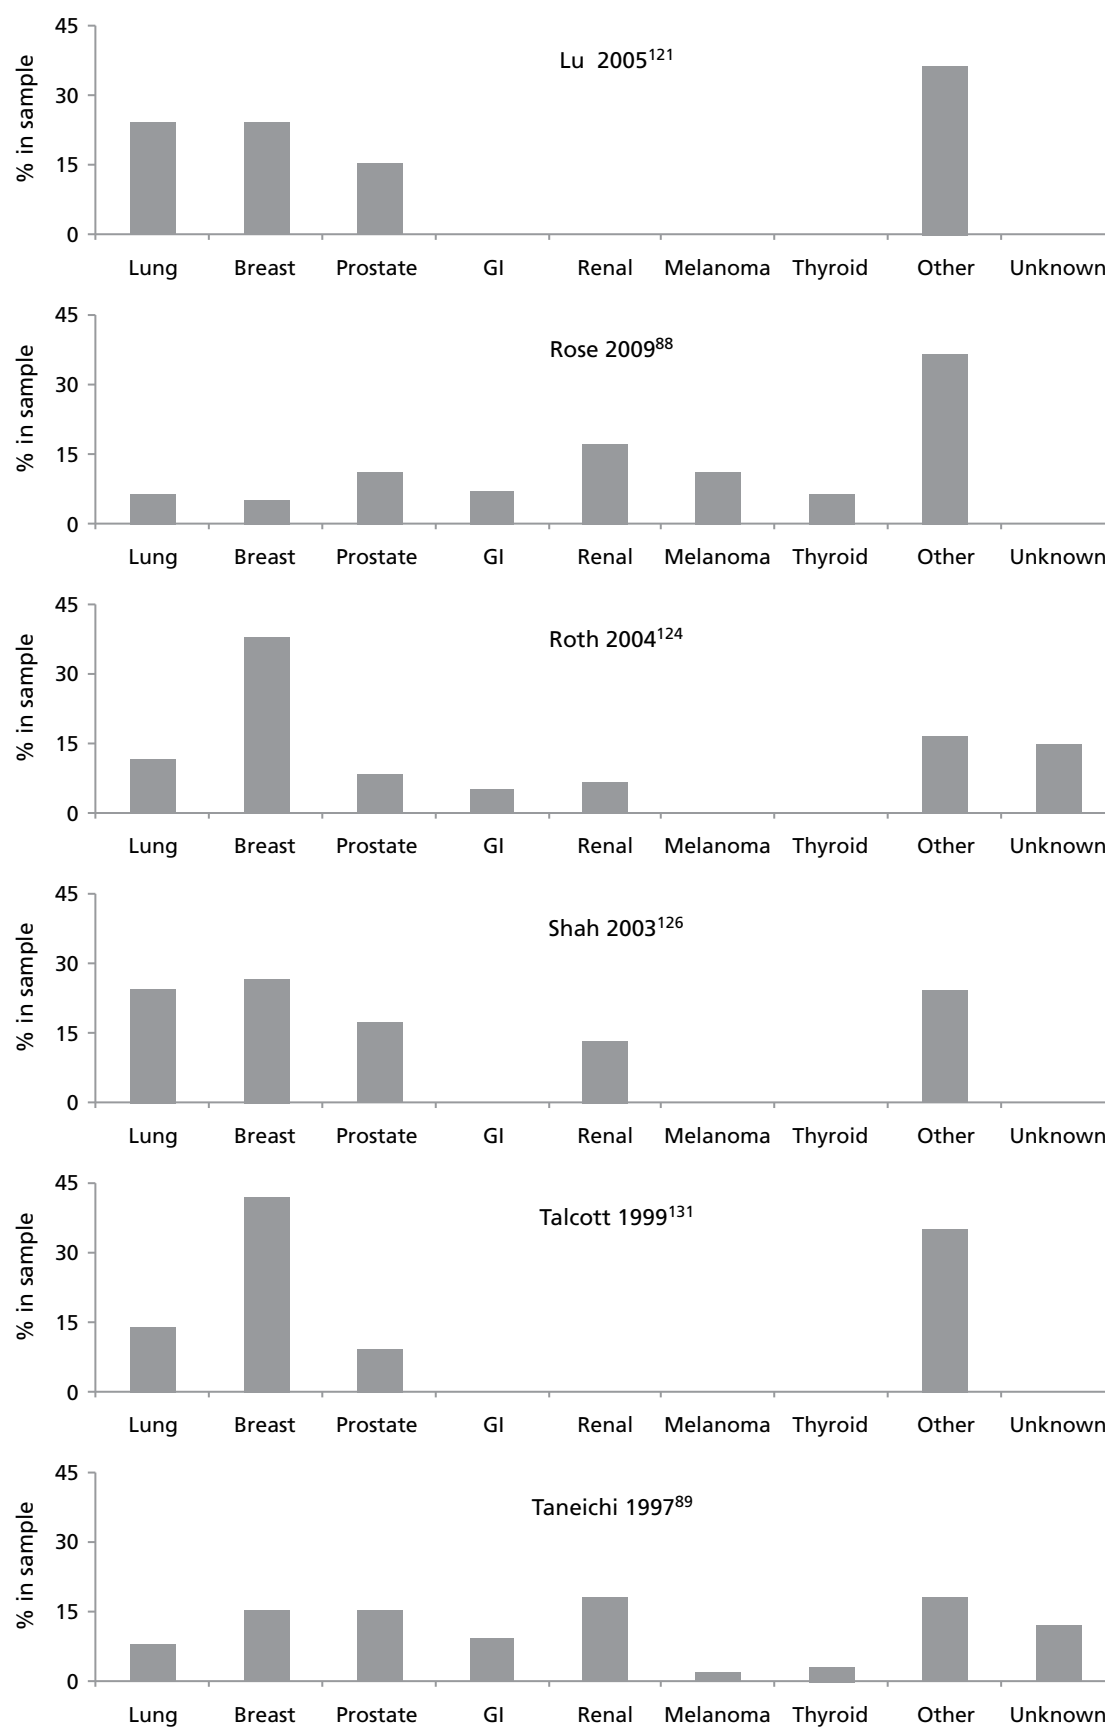 45
Lu 2005121
30
15
0
% in sample
Lung Breast Prostate GI Renal Melanoma Thyroid Other Unknown
45
Rose 200988
30
15
0
% in sample
Lung Breast Prostate GI Renal Melanoma Thyroid Other Unknown
45
Roth 2004124
30
15
0
% in sample
Lung Breast Prostate GI Renal Melanoma Thyroid Other Unknown
45
Shah 2003126
30
15
0
% in sample
Lung Breast Prostate GI Renal Melanoma Thyroid Other Unknown
45
Talcott 1999131
30
15
0
% in sample
Lung Breast Prostate GI Renal Melanoma Thyroid Other Unknown
45
Taneichi 199789
30
15
0
% in sample
Lung Breast Prostate GI Renal Melanoma Thyroid Other Unknown